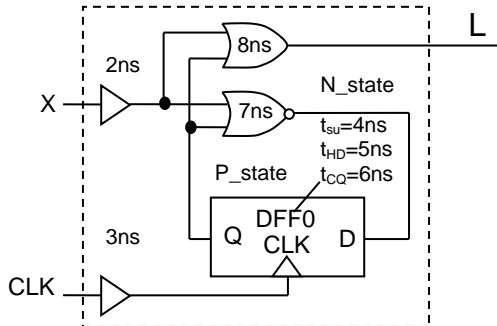 L
8ns
2ns
N_state
X
7ns
t_su=4ns
t_HD=5ns
P_state
t_CQ=6ns
DFF0
Q
D
CLK
3ns
CLK